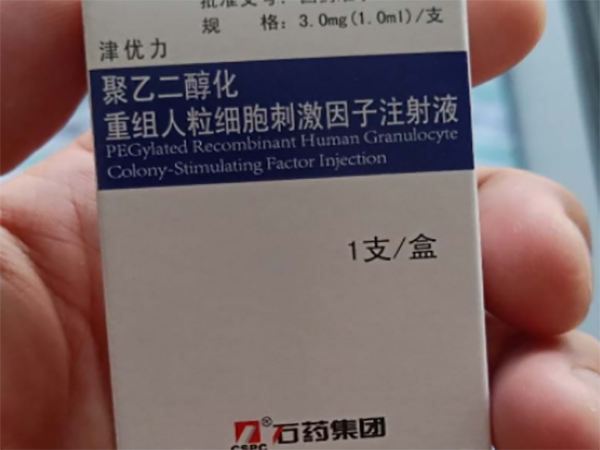 规 格：3.0mg(1.0ml)/支
津优力
聚乙二醇化
重组人粒细胞刺激因子注射液
PEGylated Recombinant Human Granulocyte
Colony-Stimulating Factor Injection
1支/盒
®石药集团
CSPC